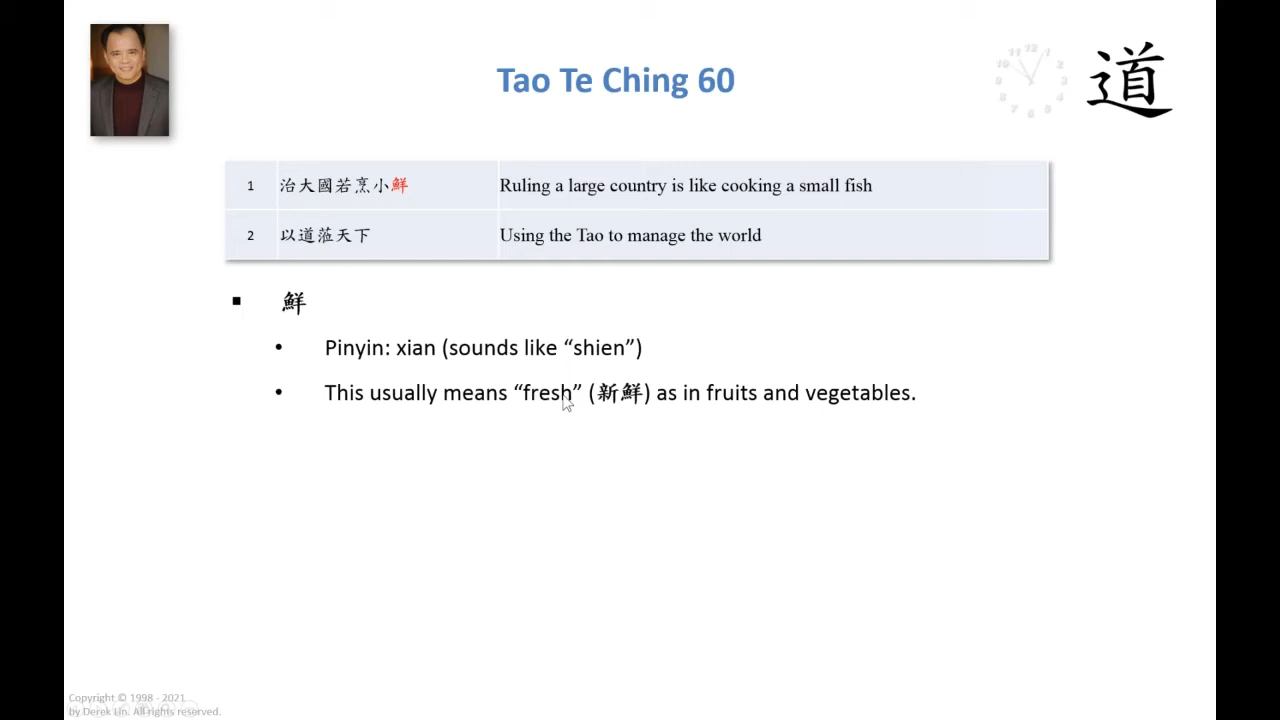 Tao Te Ching 60
道
1 治大國若烹小鮮 Ruling a large country is like cooking a small fish
2 以道蒞天下 Using the Tao to manage the world
▪ 鮮
• Pinyin: xian (sounds like “shien”)
• This usually means “fresh” (新鮮) as in fruits and vegetables.
Copyright © 1998 - 2021
by Derek Lin. All rights reserved.